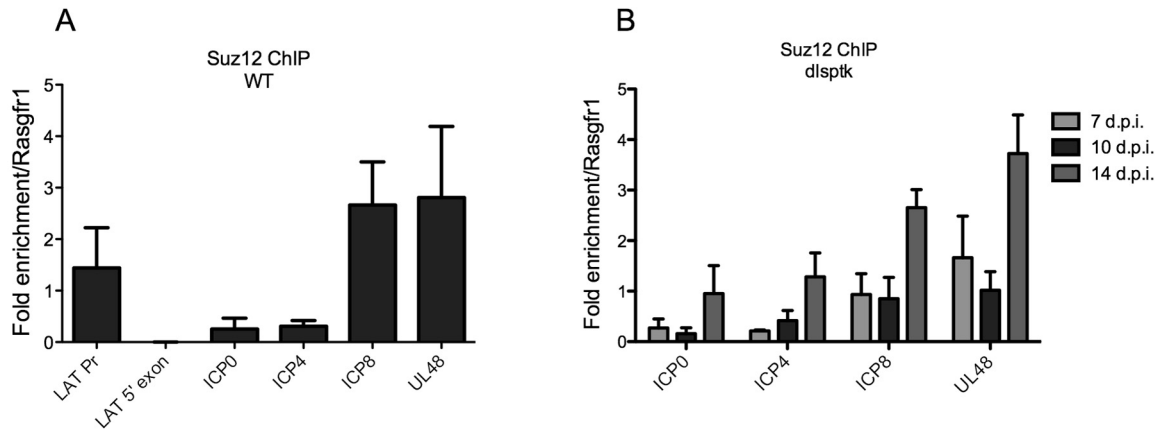 A
Suz12 ChIP
WT
Fold enrichment/Rasgfr1
5
4
3
2
1
0
LAT Pr
LAT 5' exon
ICP0
ICP4
ICP8
UL48
B
Suz12 ChIP
dlsptk
Fold enrichment/Rasgfr1
5
4
3
2
1
0
ICP0
ICP4
ICP8
UL48
7 d.p.i.
10 d.p.i.
14 d.p.i.